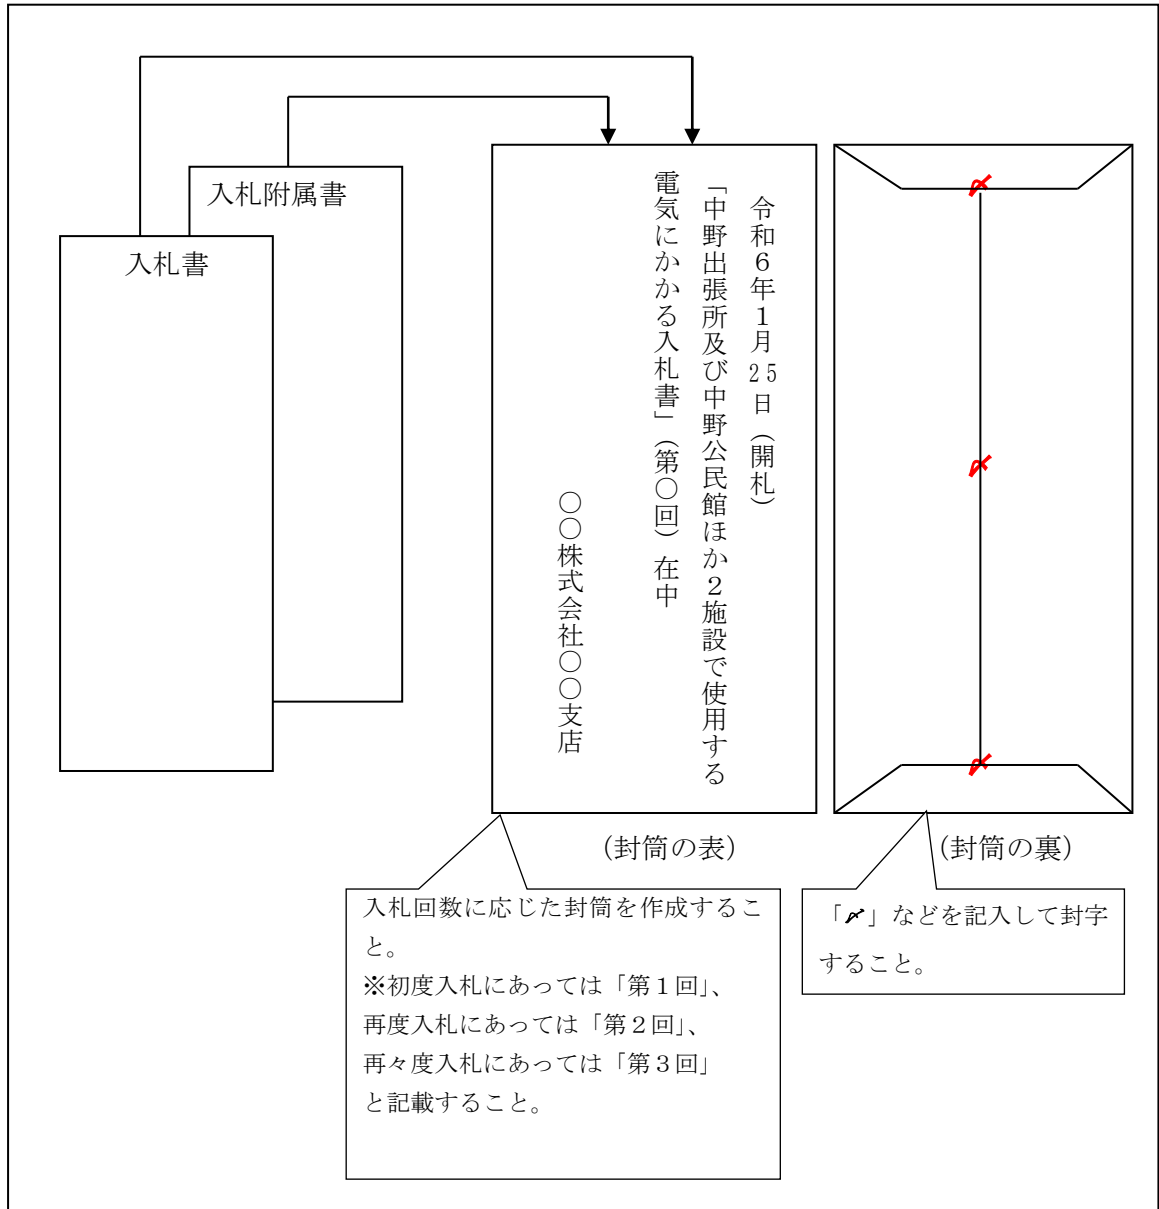 入札附属書
入札書
令和６年１月25日（開札）
「中野出張所及び中野公民館ほか２施設で使用する
電気にかかる入札書」（第○回）在中
○○株式会社○○支店
（封筒の表）
（封筒の裏）
入札回数に応じた封筒を作成するこ
と。
※初度入札にあっては「第１回」、
再度入札にあっては「第２回」、
再々度入札にあっては「第３回」
と記載すること。
「〆」などを記入して封字
すること。
〆
〆
〆